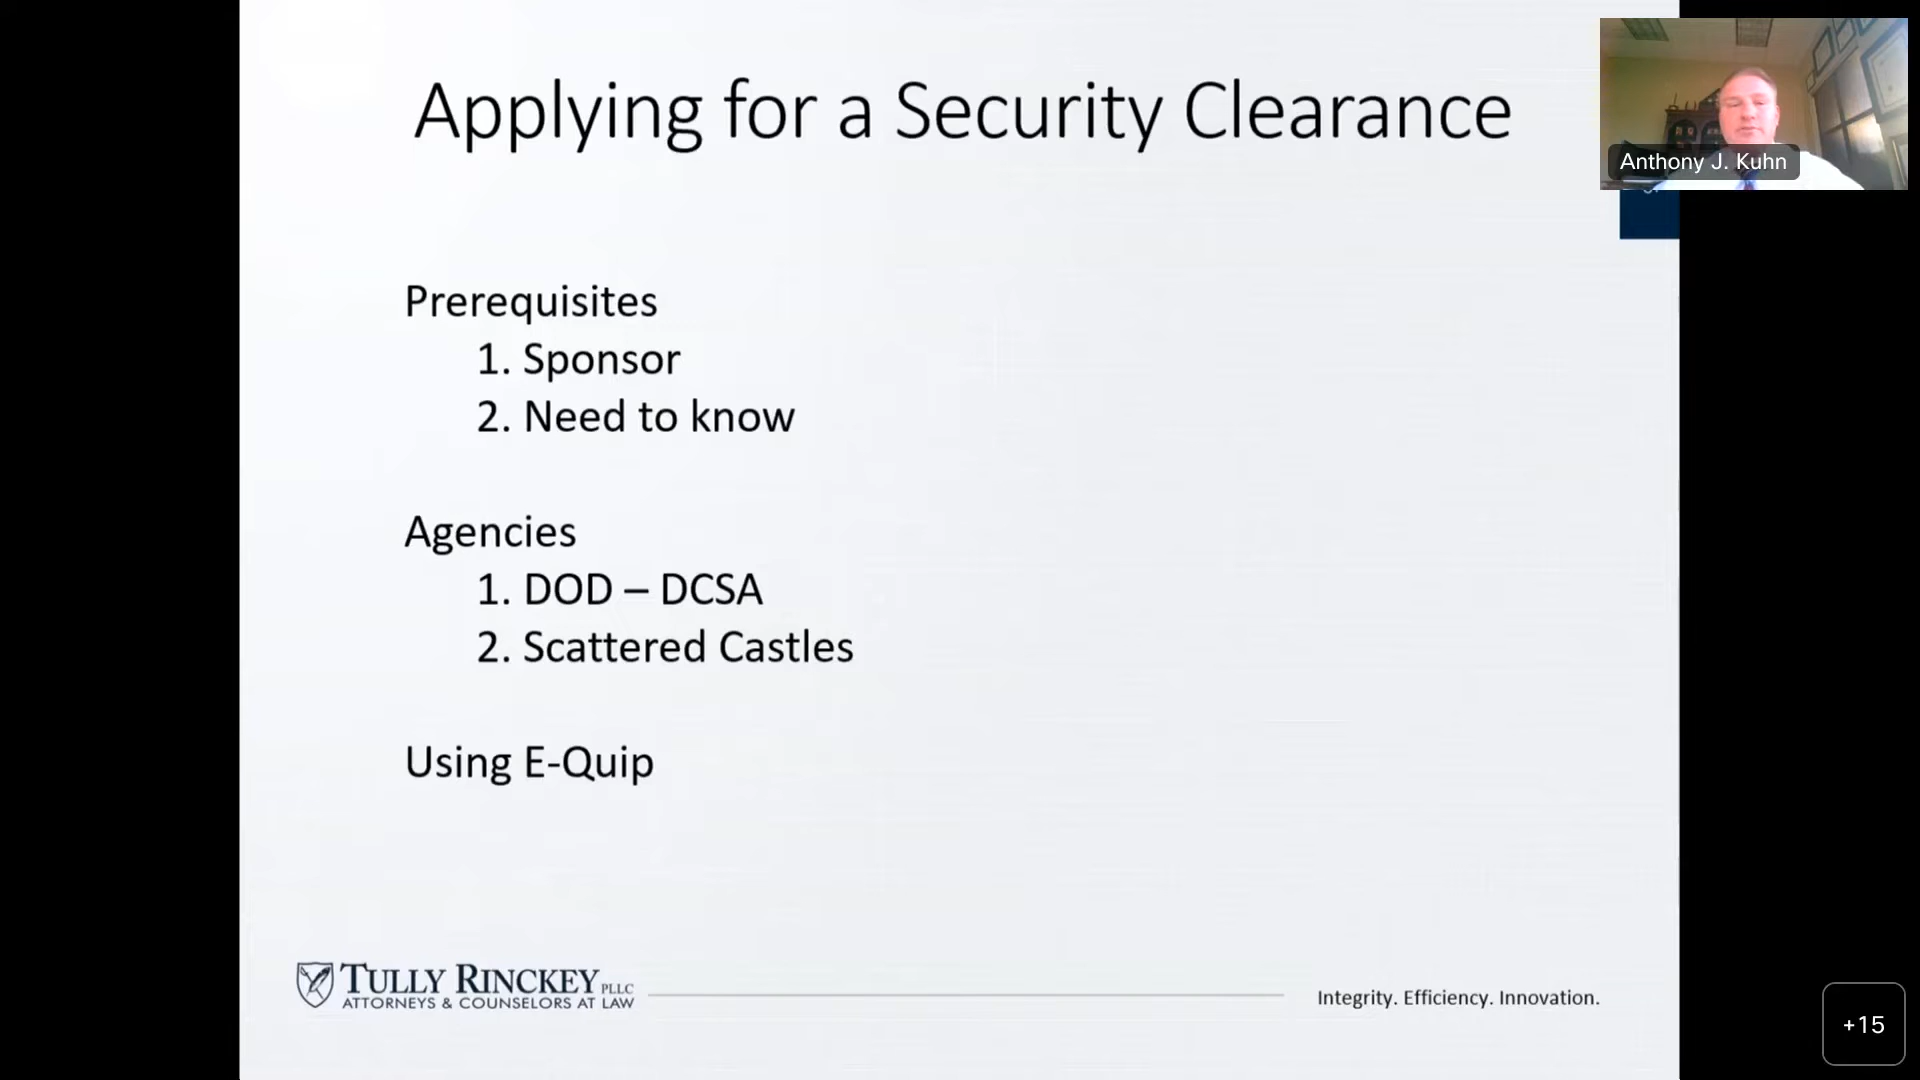 Applying for a Security Clearance
Anthony J. Kuhn
Prerequisites
1. Sponsor
2. Need to know
Agencies
1. DOD – DCSA
2. Scattered Castles
Using E-Quip
TULLY RINCKEY PLLC
ATTORNEYS & COUNSELORS AT LAW
Integrity. Efficiency. Innovation.
+15